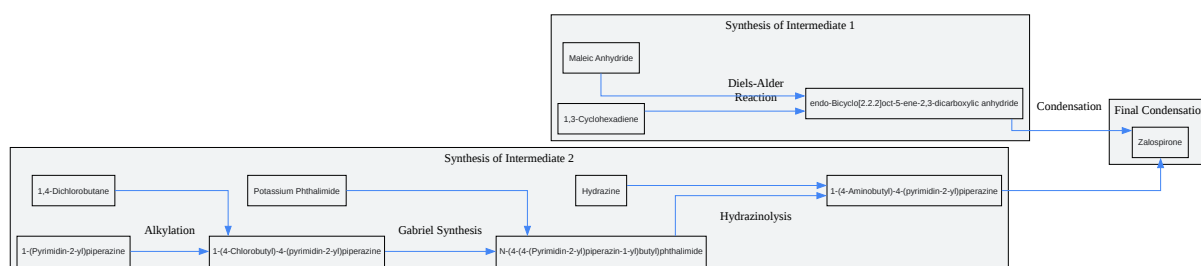 Synthesis of Intermediate 1
Maleic Anhydride
Diels-Alder
Reaction
1,3-Cyclohexadiene
endo-Bicyclo[2.2.2]oct-5-ene-2,3-dicarboxylic anhydride
Condensation
Final Condensation
Zalospirone
Synthesis of Intermediate 2
1,4-Dichlorobutane
Potassium Phthalimide
Hydrazine
1-(4-Aminobutyl)-4-(pyrimidin-2-yl)piperazine
Alkylation
Gabriel Synthesis
Hydrazinolysis
1-(Pyrimidin-2-yl)piperazine
1-(4-Chlorobutyl)-4-(pyrimidin-2-yl)piperazine
N-(4-(4-(Pyrimidin-2-yl)piperazin-1-yl)butyl)phthalimide